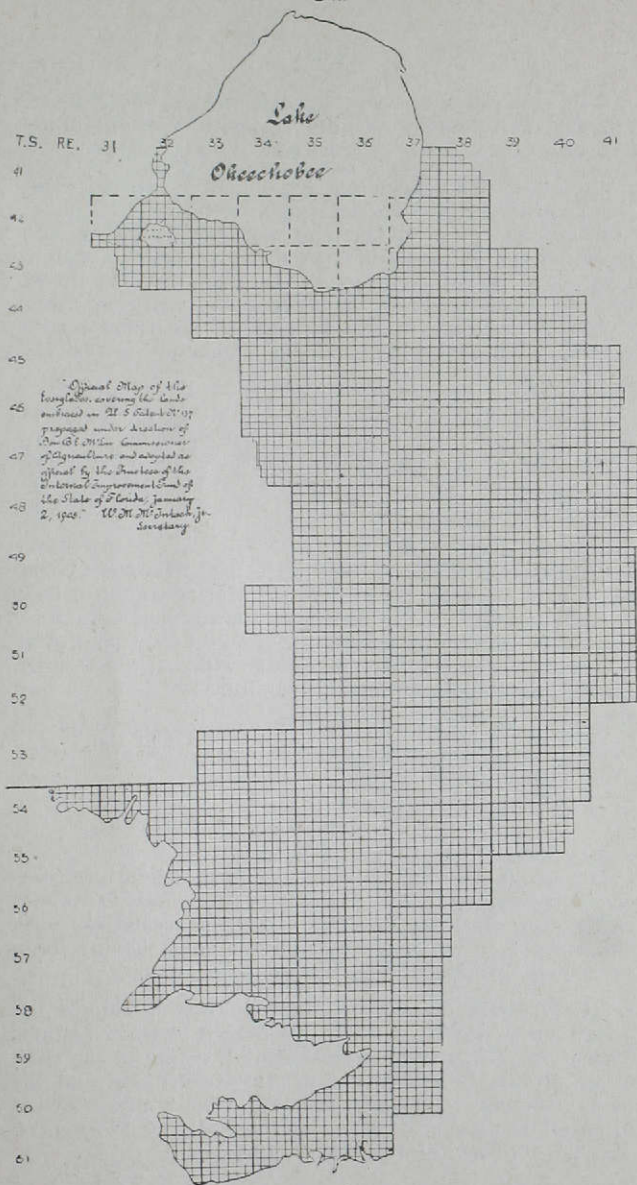 Lake
T.S. RE. 31 32 33 34 35 36 37 38 39 40 41
Okeechobee
41
42
43
44
45
46
47
48
49
50
51
52
53
54
55
56
57
58
59
60
61
"Official Map of the
Everglades, covering the lands
embraced in U.S. Patent No 137
prepared under direction of
Hon B E McLin Commissioner
of Agriculture and adopted as
official by the Trustees of the
Internal Improvement Fund of
the State of Florida, January
2, " W.M. McIntosh, jr.
Secretary